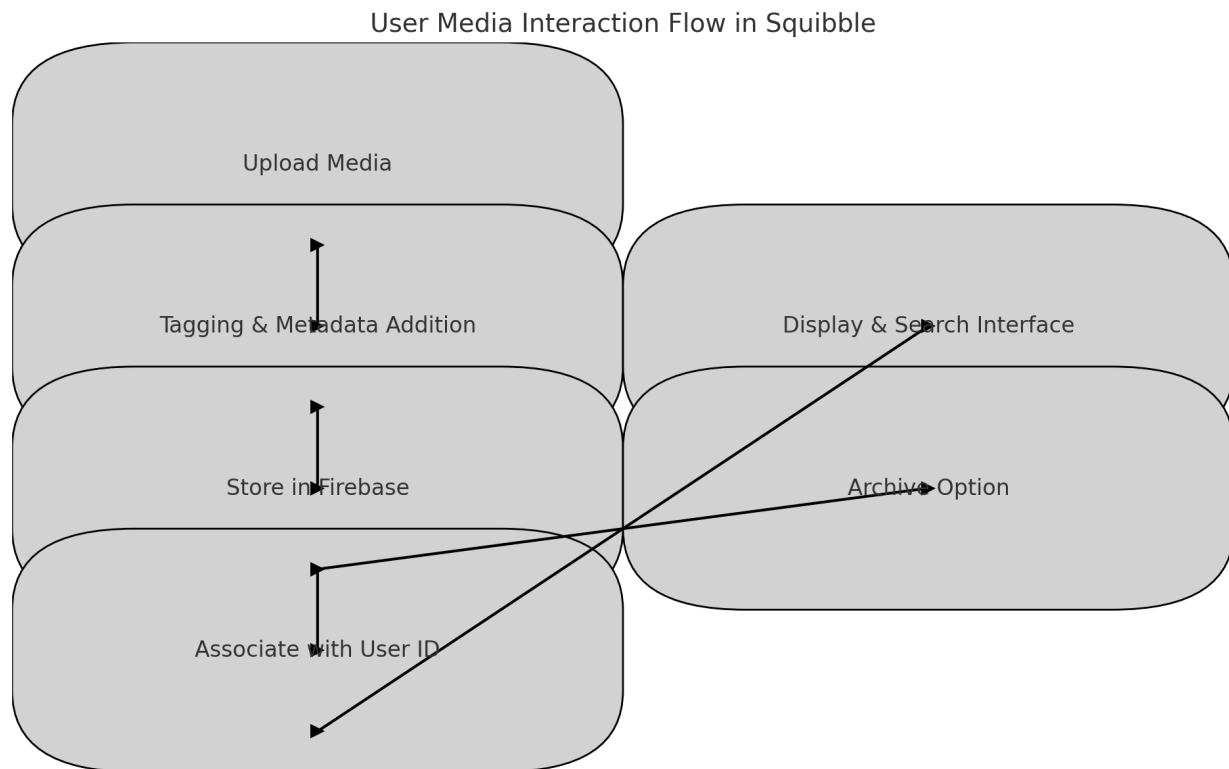 User Media Interaction Flow in Squibble
Upload Media
Tagging & Metadata Addition
Store in Firebase
Associate with User ID
Display & Search Interface
Archive Option